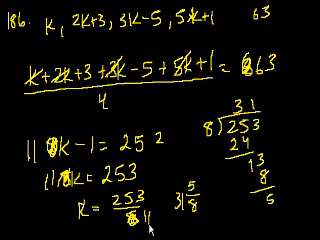 186. K, 2K+3, 3K-5, 5K+1 63
K+2K+3+3K-5+5K+1 = 63
4
11K-1=252
11K=253
K = 253
11
31 5
8
31
8)253
24
13
8
5